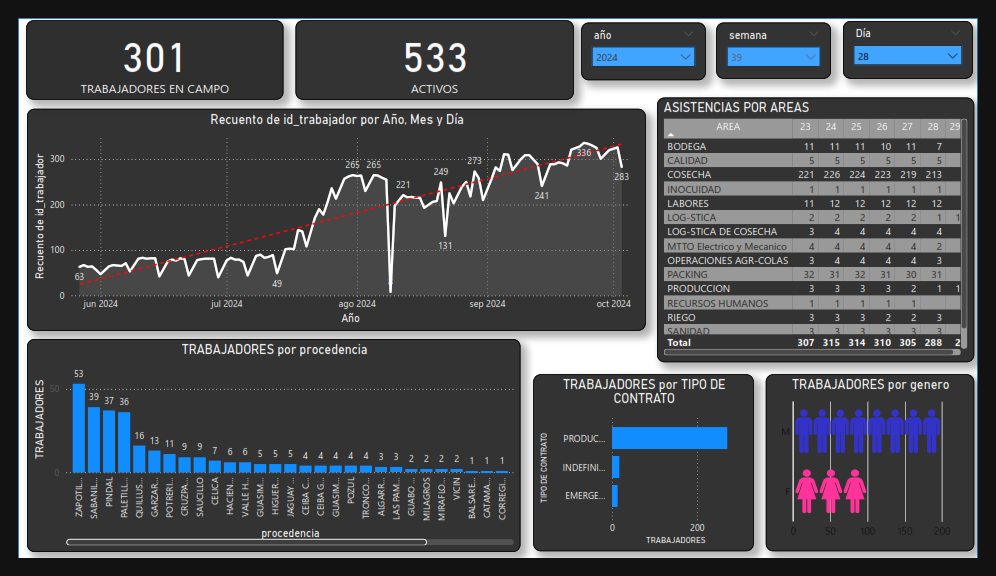 301
TRABAJADORES EN CAMPO
533
ACTIVOS
año
2024
semana
39
Día
28
Recuento de id_trabajador por Año, Mes y Día
Recuento de id_trabajador
300
200
100
0
63
49
265
265
221
249
131
273
241
336
283
jun 2024
jul 2024
ago 2024
sep 2024
oct 2024
Año
ASISTENCIAS POR AREAS
AREA 23 24 25 26 27 28 29
BODEGA 11 11 11 10 11 7
CALIDAD 5 5 5 5 5 5
COSECHA 221 226 224 223 219 213
INOCUIDAD 1 1 1 1 1 1
LABORES 11 12 12 12 12 12
LOG-STICA 2 2 2 2 2 1 1
LOG-STICA DE COSECHA 3 4 4 4 4 4
MTTO Electrico y Mecanico 4 4 4 4 4 2
OPERACIONES AGR-COLAS 3 4 4 4 4 3
PACKING 32 31 32 31 30 31
PRODUCCION 3 3 3 3 2 1 1
RECURSOS HUMANOS 1 1 1 1 1
RIEGO 3 3 3 2 2 3
SANIDAD 3 3 3 3 3 3
Total 307 315 314 310 305 288 2
TRABAJADORES por procedencia
TRABAJADORES
50
0
53
39
37
36
16
13
11
9
9
7
6
6
5
5
5
4
4
4
4
4
3
3
2
2
2
2
1
1
1
ZAPOTIL...
SABANIL...
PINDAL
PALETILL...
QUILLUS...
GARZAR...
POTRERI...
CRUZPA...
SAUCILLO
CELICA
HACIEN...
VALLE H...
GUASIM...
HIGUER...
JAGUAY ...
CEIBA C...
CEIBA G...
GUASIM...
POZUL
TRONCO...
ALGARR...
LAS PAM...
GUABO ...
MILAGROS
MIRAFLO...
VICIN
BALSARE...
CATAMA...
CORREGI...
procedencia
TRABAJADORES por TIPO DE
CONTRATO
TIPO DE CONTRATO
PRODUC...
INDEFINI...
EMERGE...
0
200
TRABAJADORES
TRABAJADORES por genero
M
0
50
100
150
200